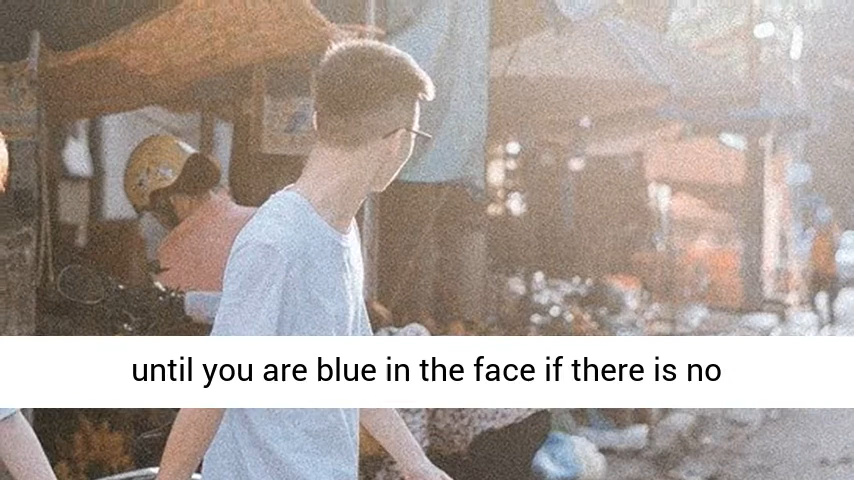 until you are blue in the face if there is no